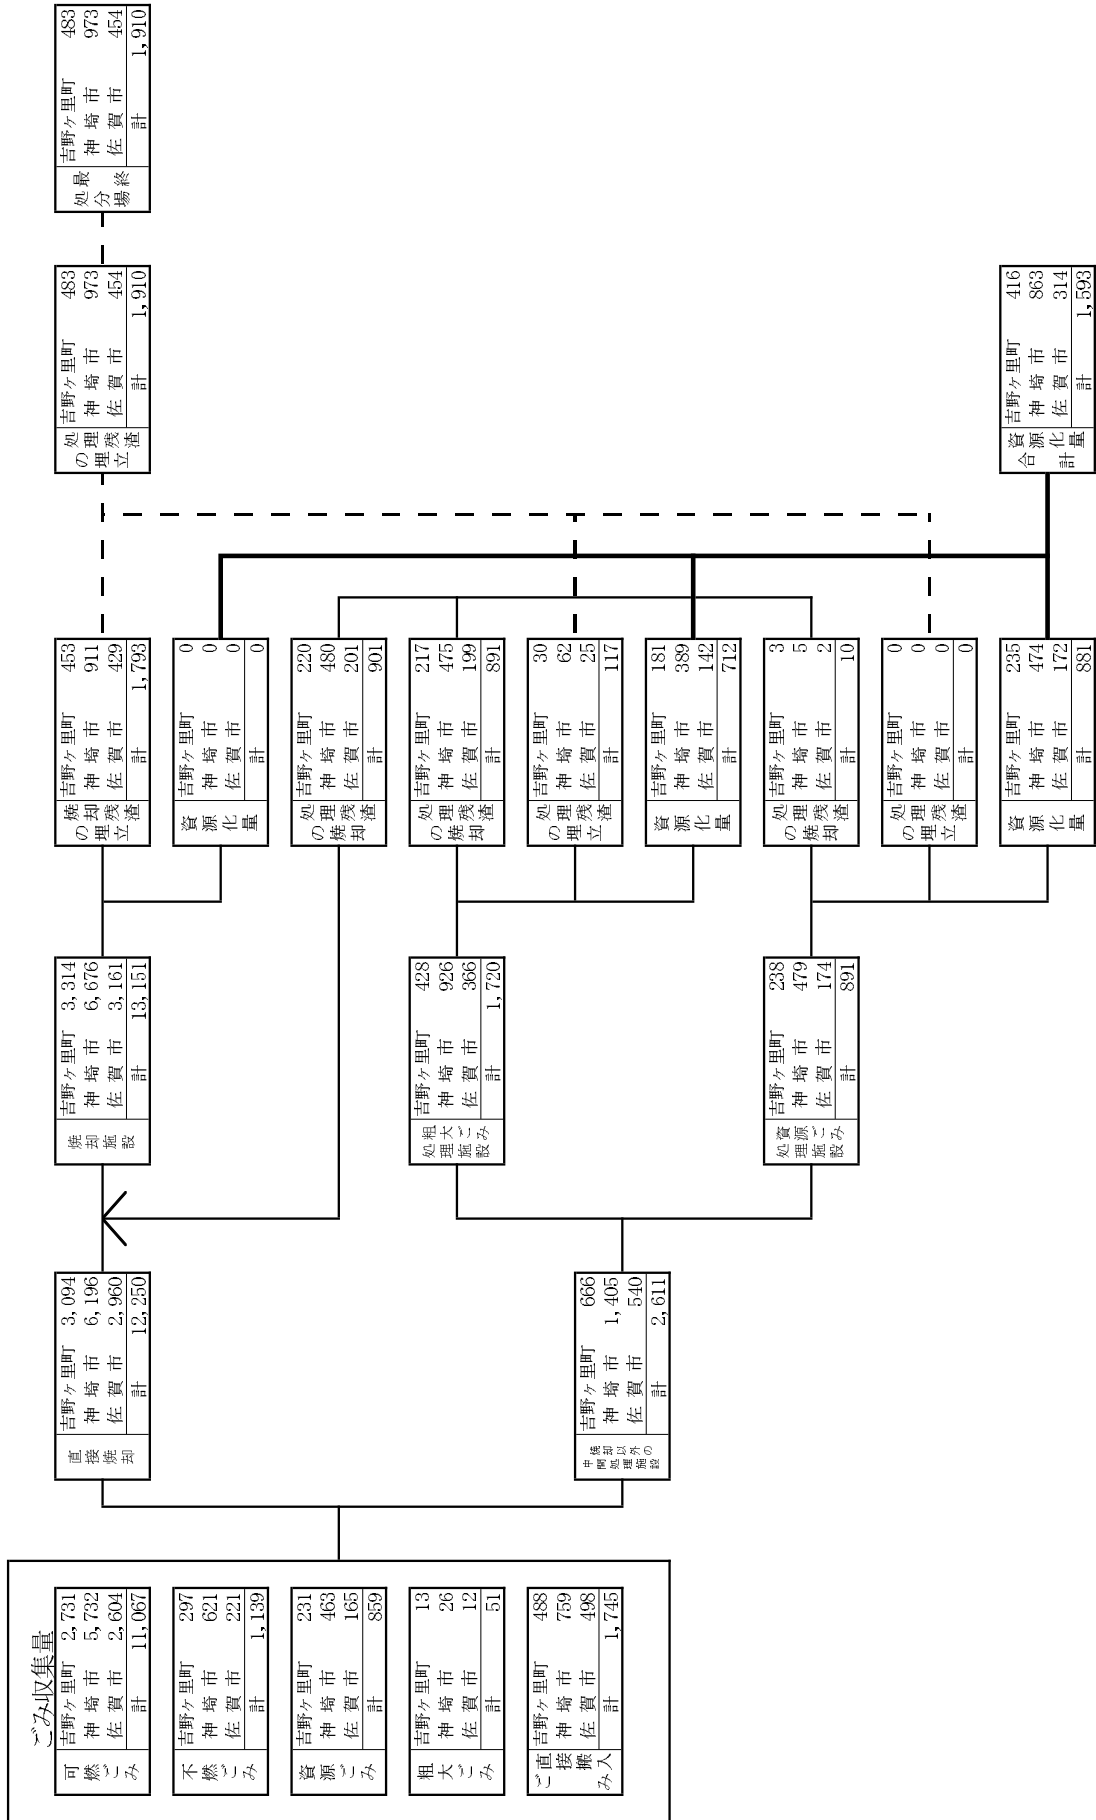 ごみ収集量
可燃ごみ
吉野ヶ里町 2,731
神埼市 5,732
佐賀市 2,604
計 11,067
不燃ごみ
吉野ヶ里町 297
神埼市 621
佐賀市 221
計 1,139
資源ごみ
吉野ヶ里町 231
神埼市 463
佐賀市 165
計 859
粗大ごみ
吉野ヶ里町 13
神埼市 26
佐賀市 12
計 51
直接搬入
ごみ
吉野ヶ里町 488
神埼市 759
佐賀市 498
計 1,745
直接焼却
吉野ヶ里町 3,094
神埼市 6,196
佐賀市 2,960
計 12,250
焼却以外の
中間処理施設
吉野ヶ里町 666
神埼市 1,405
佐賀市 540
計 2,611
焼却施設
吉野ヶ里町 3,314
神埼市 6,676
佐賀市 3,161
計 13,151
粗大ごみ
処理施設
吉野ヶ里町 428
神埼市 926
佐賀市 366
計 1,720
資源ごみ
処理施設
吉野ヶ里町 238
神埼市 479
佐賀市 174
計 891
焼却残渣
の埋立
吉野ヶ里町 453
神埼市 911
佐賀市 429
計 1,793
資源化量
吉野ヶ里町 0
神埼市 0
佐賀市 0
計 0
処理残渣
の焼却
吉野ヶ里町 220
神埼市 480
佐賀市 201
計 901
処理残渣
の焼却
吉野ヶ里町 217
神埼市 475
佐賀市 199
計 891
処理残渣
の埋立
吉野ヶ里町 30
神埼市 62
佐賀市 25
計 117
資源化量
吉野ヶ里町 181
神埼市 389
佐賀市 142
計 712
処理残渣
の焼却
吉野ヶ里町 3
神埼市 5
佐賀市 2
計 10
処理残渣
の埋立
吉野ヶ里町 0
神埼市 0
佐賀市 0
計 0
資源化量
吉野ヶ里町 235
神埼市 474
佐賀市 172
計 881
処理残渣
の埋立
吉野ヶ里町 483
神埼市 973
佐賀市 454
計 1,910
資源化量
合計
吉野ヶ里町 416
神埼市 863
佐賀市 314
計 1,593
最終
処分場
吉野ヶ里町 483
神埼市 973
佐賀市 454
計 1,910